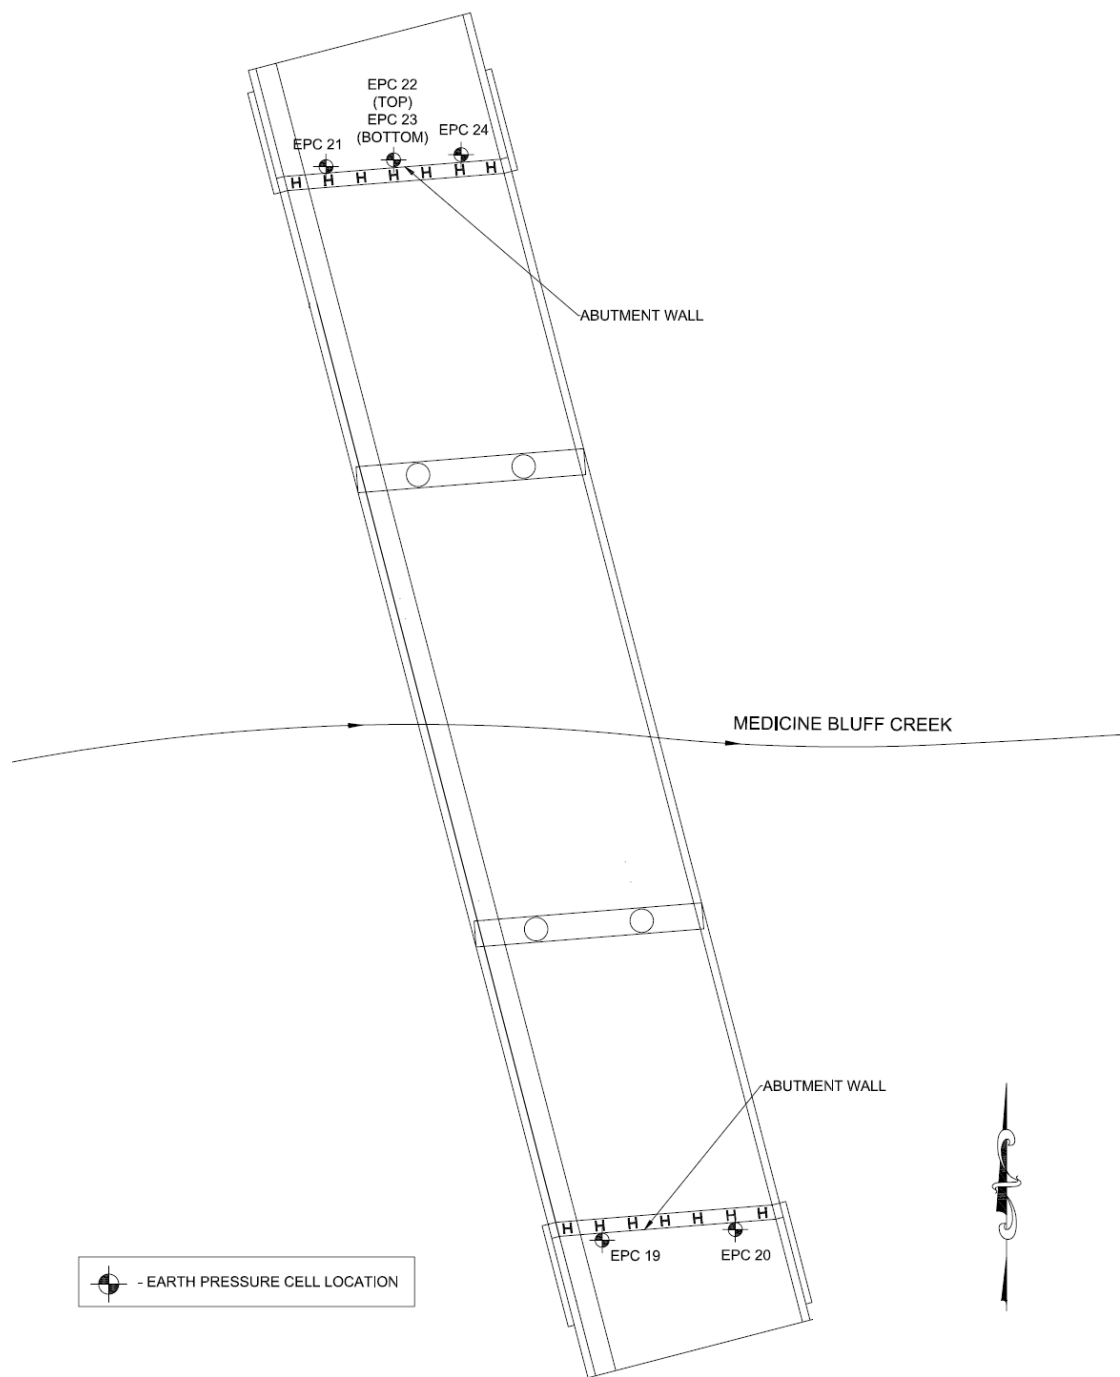 EPC 22
(TOP)
EPC 23
(BOTTOM)
EPC 21
EPC 24
H H H H H H H
ABUTMENT WALL
MEDICINE BLUFF CREEK
ABUTMENT WALL
H H H H H H H
EPC 19
EPC 20
- EARTH PRESSURE CELL LOCATION